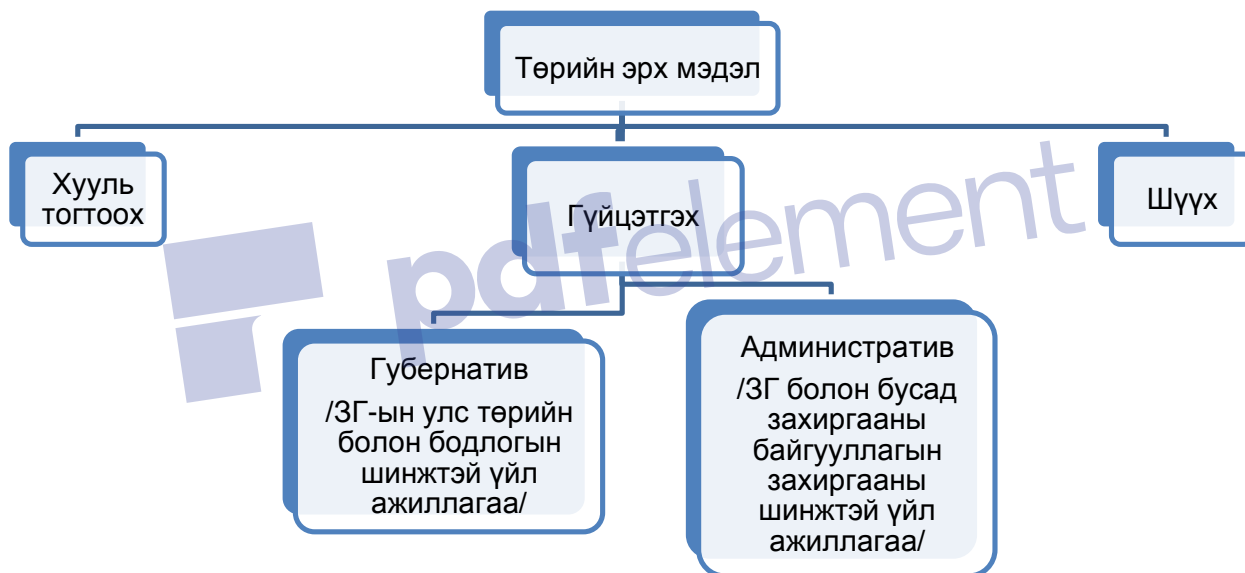 Төрийн эрх мэдэл
Хууль
тогтоох
Гүйцэтгэх
Шүүх
pdfelement
Губернатив
/ЗГ-ын улс төрийн
болон бодлогын
шинжтэй үйл
ажиллагаа/
Административ
/ЗГ болон бусад
захиргааны
байгууллагын
захиргааны
шинжтэй үйл
ажиллагаа/